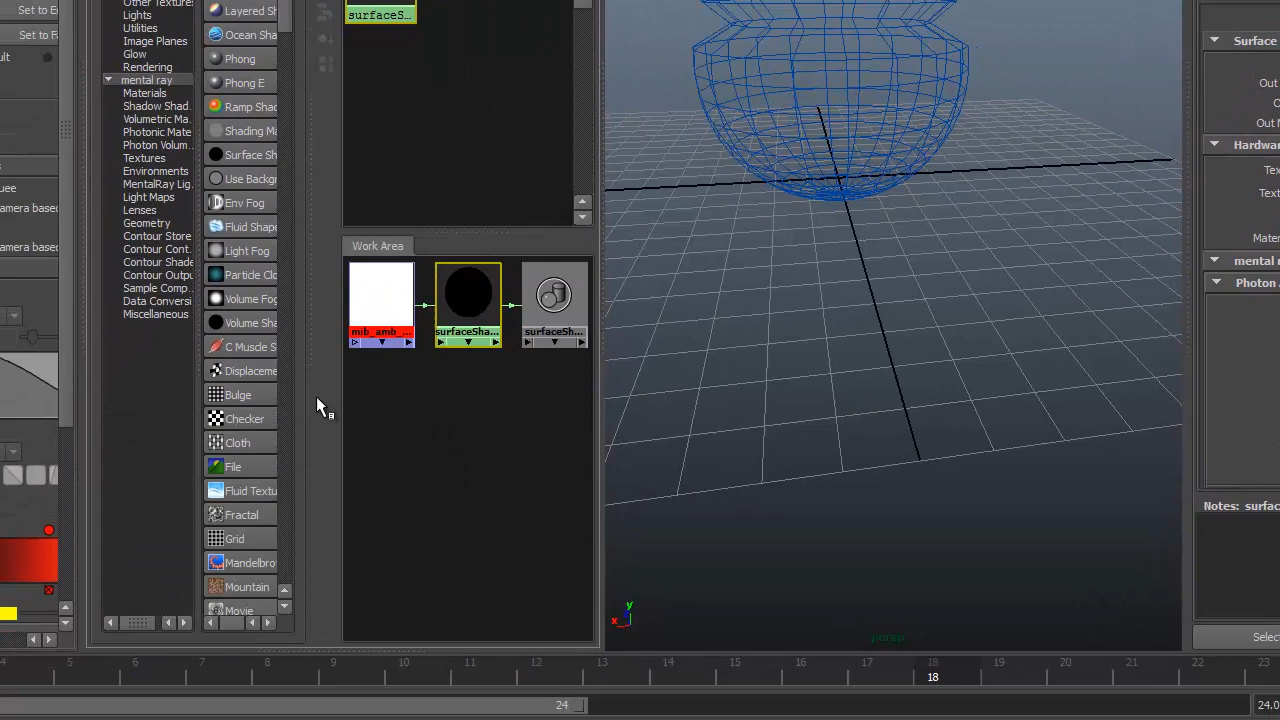 Set to E
Set to Fa
ult
s
uee
amera based
amera based
Other Textures
Lights
Utilities
Image Planes
Glow
Rendering
mental ray
Materials
Shadow Shad...
Volumetric Ma...
Photonic Mate...
Photon Volum...
Textures
Environments
MentalRay Lig...
Light Maps
Lenses
Geometry
Contour Store
Contour Cont...
Contour Shade
Contour Outpu
Sample Comp...
Data Conversi
Miscellaneous
Layered Sh
Ocean Sha
Phong
Phong E
Ramp Shad
Shading Ma
Surface Sh
Use Backgr
Env Fog
Fluid Shape
Light Fog
Particle Clo
Volume Fog
Volume Sha
C Muscle S
Displaceme
Bulge
Checker
Cloth
File
Fluid Textu
Fractal
Grid
Mandelbro
Mountain
Movie
surfaceS...
Work Area
mib_amb_...
surfaceSha...
surfaceSh...
y
x
persp
Surface
Out
O
Out M
Hardwa
Tex
Text
Mater
mental r
Photon
Notes: surfac
Selec
4 5 6 7 8 9 10 11 12 13 14 15 16 17 18 19 20 21 22 23
18
24
24.0